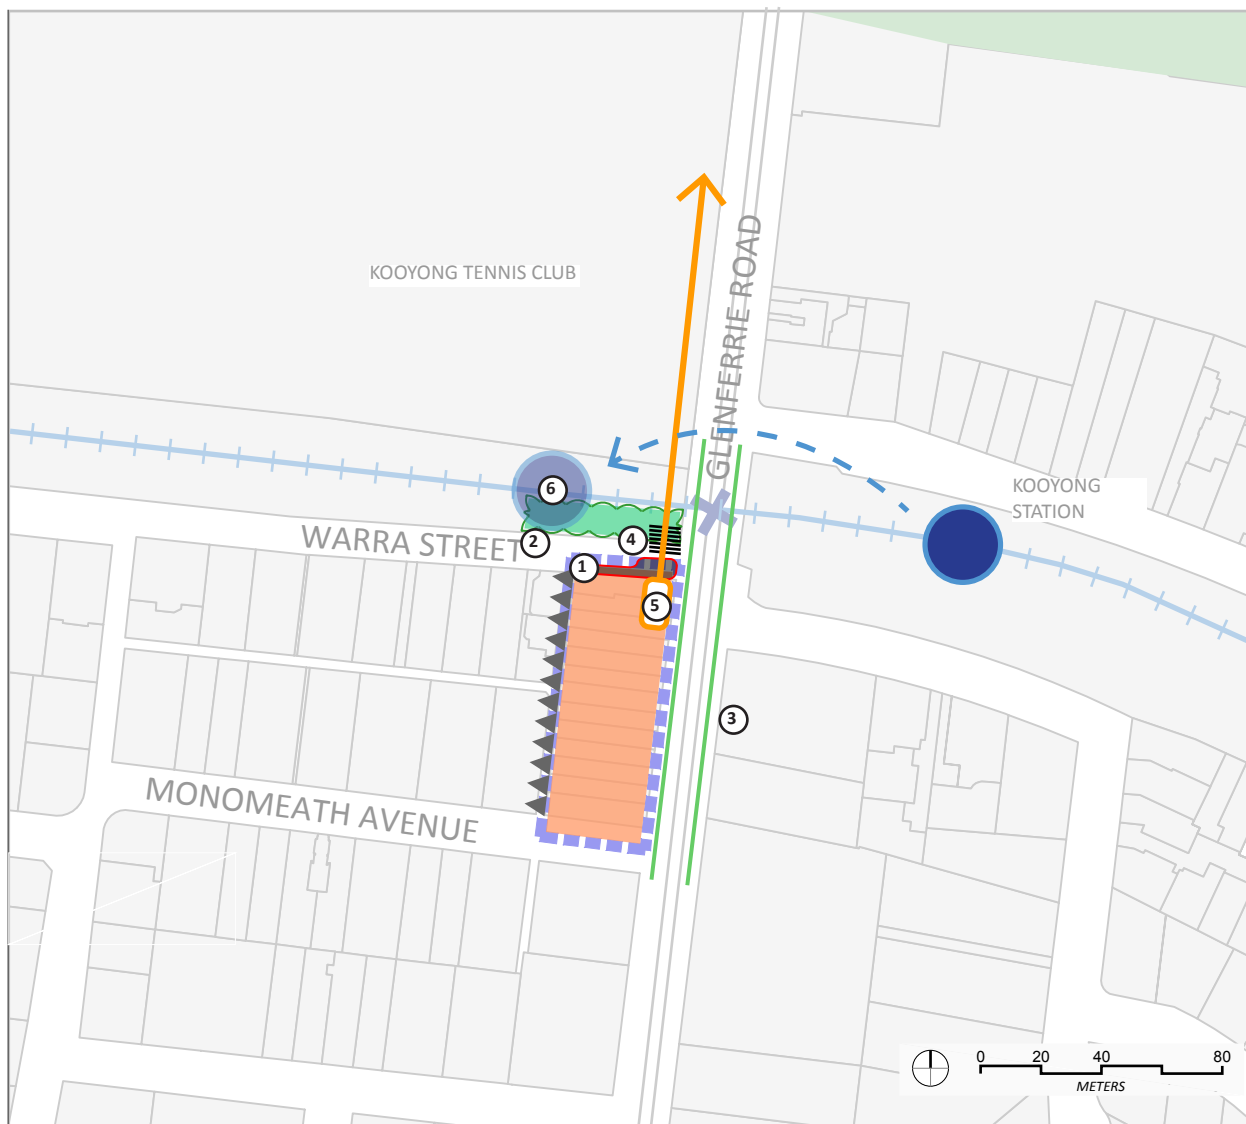 KOOYONG TENNIS CLUB
GLENFERRIE ROAD
KOOYONG
STATION
6
WARRA STREET
2
4
1
5
3
MONOMEATH AVENUE
0 20 40 80
METERS